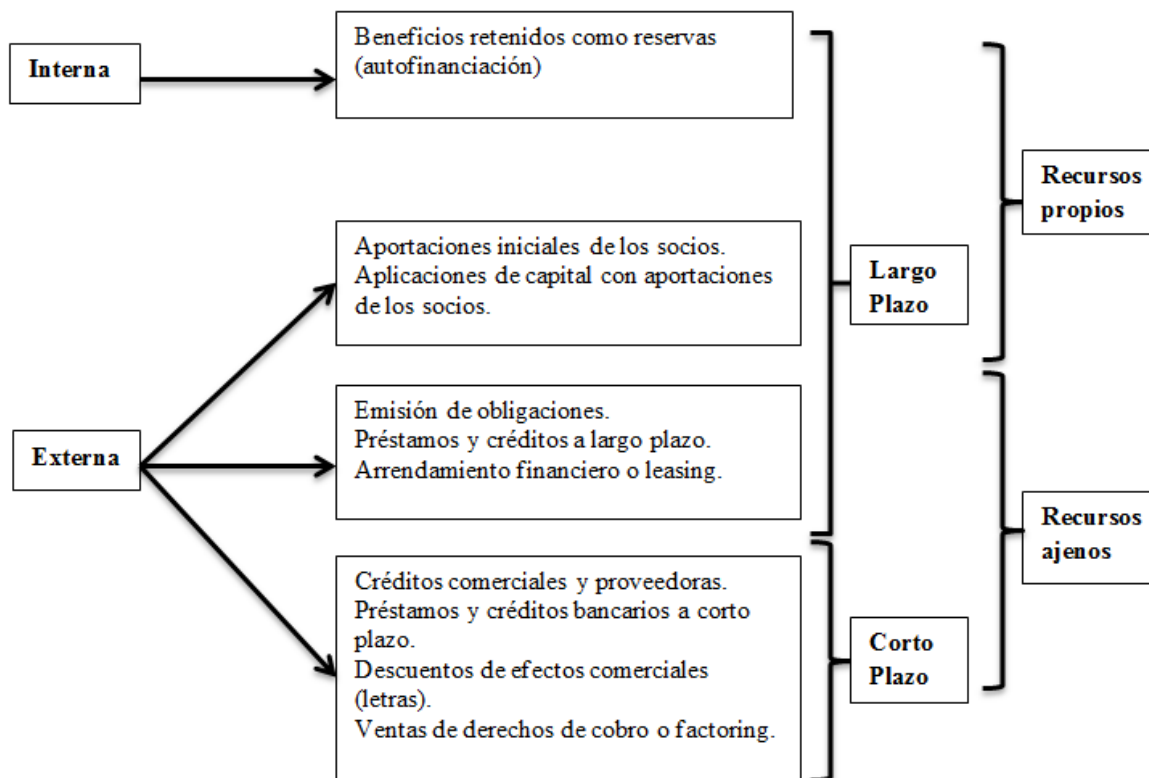 Interna
Beneficios retenidos como reservas
(autofinanciación)
Recursos
propios
Aportaciones iniciales de los socios.
Aplicaciones de capital con aportaciones
de los socios.
Largo
Plazo
Externa
Emisión de obligaciones.
Préstamos y créditos a largo plazo.
Arrendamiento financiero o leasing.
Recursos
ajenos
Créditos comerciales y proveedoras.
Préstamos y créditos bancarios a corto
plazo.
Descuentos de efectos comerciales
(letras).
Ventas de derechos de cobro o factoring.
Corto
Plazo